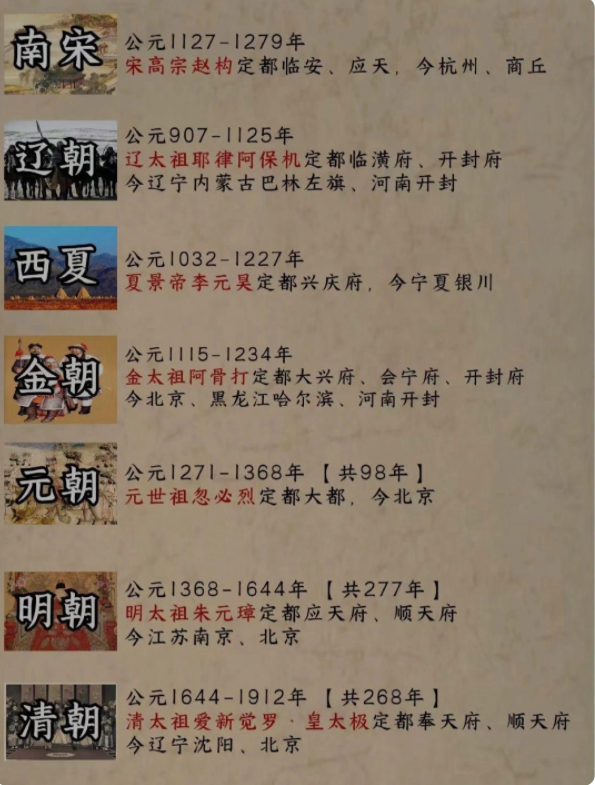 南宋
公元1127-1279年
宋高宗赵构定都临安、应天，今杭州、商丘
辽朝
公元907-1125年
辽太祖耶律阿保机定都临潢府、开封府
今辽宁内蒙古巴林左旗、河南开封
西夏
公元1032-1227年
夏景帝李元昊定都兴庆府，今宁夏银川
金朝
公元1115-1234年
金太祖阿骨打定都大兴府、会宁府、开封府
今北京、黑龙江哈尔滨、河南开封
元朝
公元1271-1368年【共98年】
元世祖忽必烈定都大都，今北京
明朝
公元1368-1644年【共277年】
明太祖朱元璋定都应天府、顺天府
今江苏南京、北京
清朝
公元1644-1912年【共268年】
清太祖爱新觉罗·皇太极定都奉天府、顺天府
今辽宁沈阳、北京